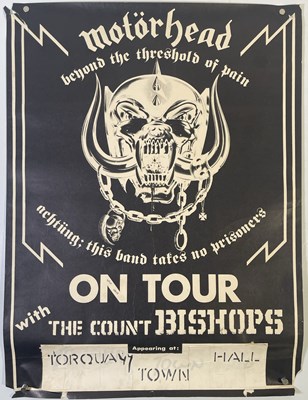 motörhead
beyond the threshold of pain
achtüng; this band takes no prisoners
ON TOUR
with THE COUNT BISHOPS
Appearing at:
TORQUAY HALL
TOWN